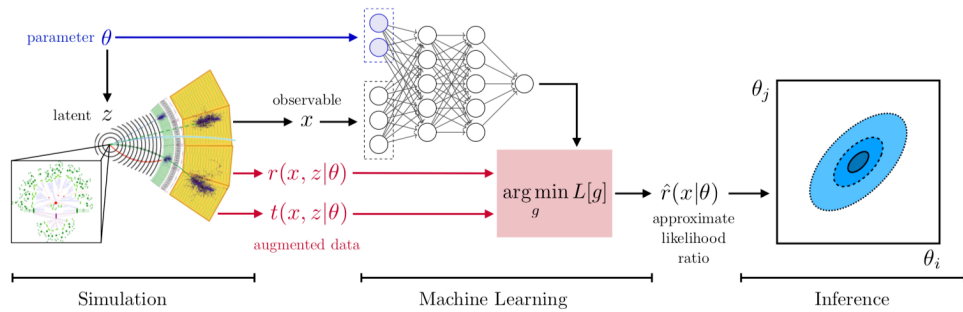 parameter θ
latent z
observable
x
r(x, z|θ)
t(x, z|θ)
augmented data
arg min L[g]
g
r̂(x|θ)
approximate
likelihood
ratio
θj
θi
Simulation
Machine Learning
Inference